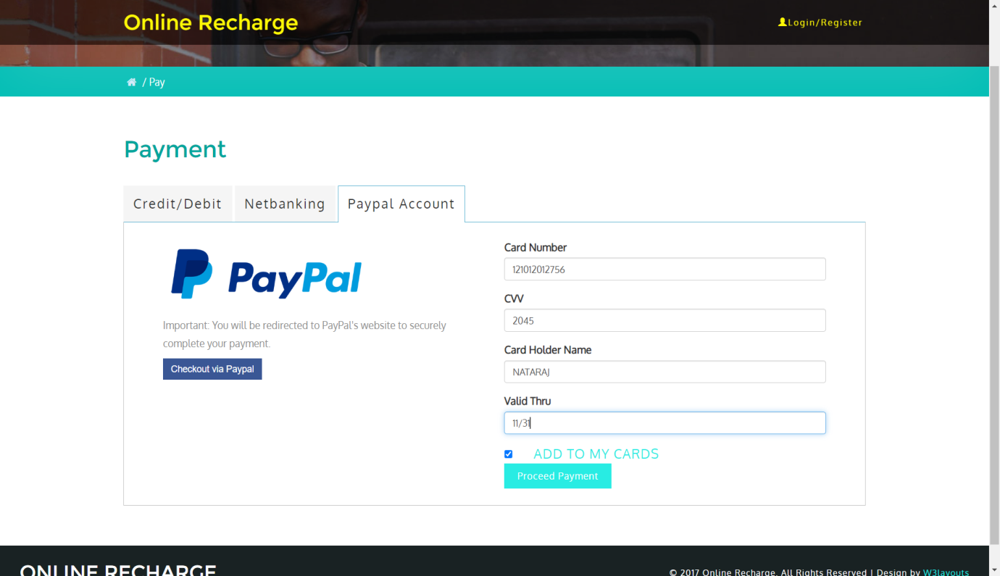 Online Recharge
Login/Register
/ Pay
Payment
Credit/Debit
Netbanking
Paypal Account
PayPal
Important: You will be redirected to PayPal's website to securely
complete your payment.
Checkout via Paypal
Card Number
121012012756
CVV
2045
Card Holder Name
NATARAJ
Valid Thru
11/31
ADD TO MY CARDS
Proceed Payment
ONLINE RECHARGE
© 2017 Online Recharge. All Rights Reserved | Design by W3layouts